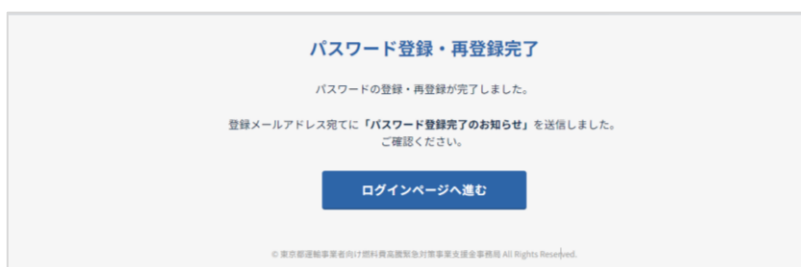 パスワード登録・再登録完了
パスワードの登録・再登録が完了しました。
登録メールアドレス宛てに「パスワード登録完了のお知らせ」を送信しました。
ご確認ください。
ログインページへ進む
© 東京都運輸事業者向け燃料費高騰緊急対策事業支援金事務局 All Rights Reserved.